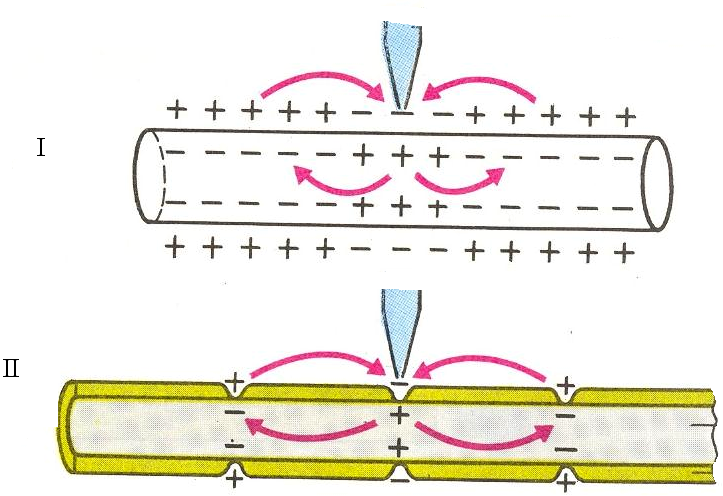 + + + + + − − − + + + + +
I
− − − − − + + + − − − − −
− − − − − + + + − − − − −
+ + + + + − − − + + + + +
II
+ − +
− + −
− + −
+ − +